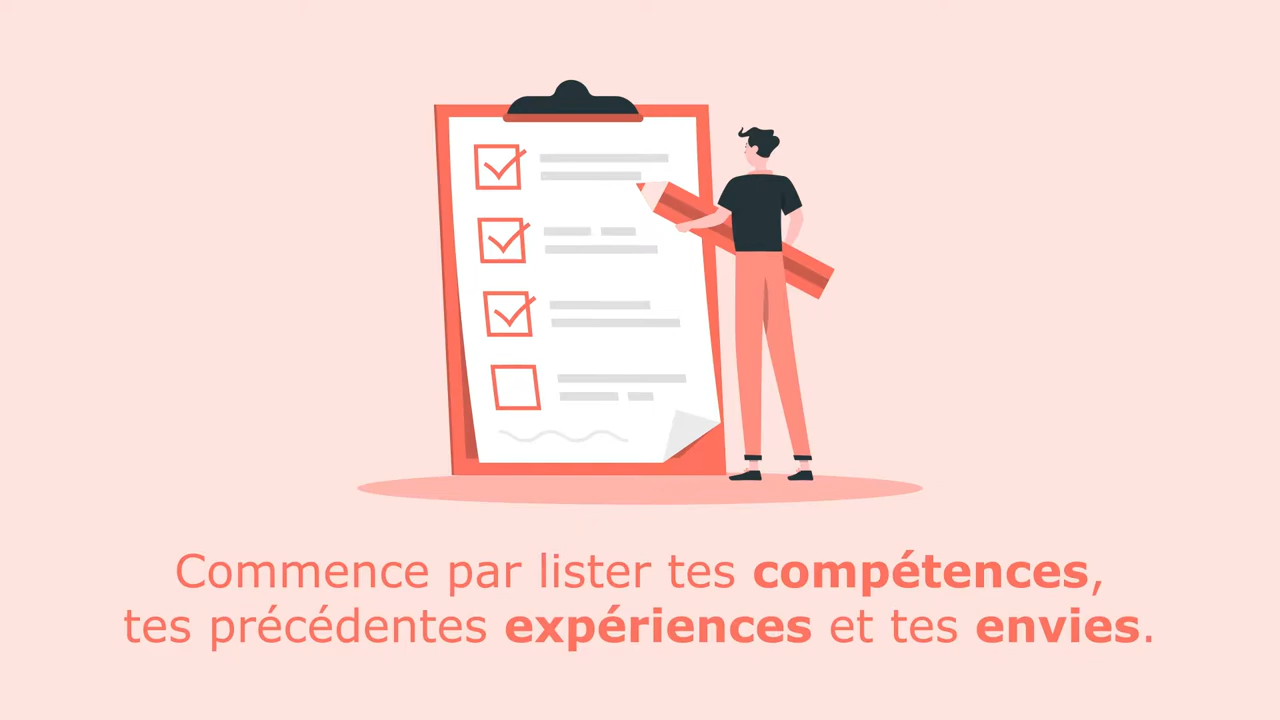 Commence par lister tes compétences,
tes précédentes expériences et tes envies.